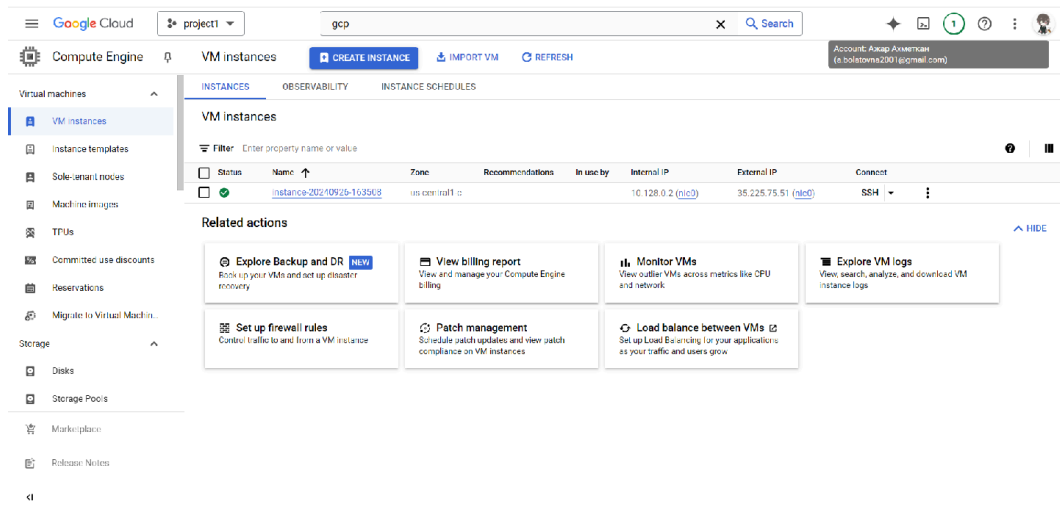 Google Cloud
project1
gcp
Search
1
Compute Engine
VM instances
CREATE INSTANCE
IMPORT VM
REFRESH
Account: Ажар Ахметкан
(a.bolatovna2001@gmail.com)
Virtual machines
VM instances
Instance templates
Sole-tenant nodes
Machine images
TPUs
Committed use discounts
Reservations
Migrate to Virtual Machin...
Storage
Disks
Storage Pools
Marketplace
Release Notes
INSTANCES
OBSERVABILITY
INSTANCE SCHEDULES
VM instances
Filter Enter property name or value
Status Name Zone Recommendations In use by Internal IP External IP Connect
instance-20240926-163508 us-central1-c 10.128.0.2 (nic0) 35.225.75.51 (nic0) SSH
Related actions
HIDE
Explore Backup and DR NEW
Back up your VMs and set up disaster
recovery
View billing report
View and manage your Compute Engine
billing
Monitor VMs
View outlier VMs across metrics like CPU
and network
Explore VM logs
View, search, analyze, and download VM
instance logs
Set up firewall rules
Control traffic to and from a VM instance
Patch management
Schedule patch updates and view patch
compliance on VM instances
Load balance between VMs
Set up Load Balancing for your applications
as your traffic and users grow